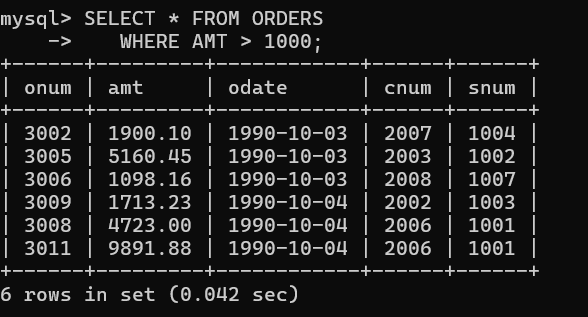 mysql> SELECT * FROM ORDERS
    ->    WHERE AMT > 1000;
+------+---------+------------+------+------+
| onum | amt     | odate      | cnum | snum |
+------+---------+------------+------+------+
| 3002 | 1900.10 | 1990-10-03 | 2007 | 1004 |
| 3005 | 5160.45 | 1990-10-03 | 2003 | 1002 |
| 3006 | 1098.16 | 1990-10-03 | 2008 | 1007 |
| 3009 | 1713.23 | 1990-10-04 | 2002 | 1003 |
| 3008 | 4723.00 | 1990-10-04 | 2006 | 1001 |
| 3011 | 9891.88 | 1990-10-04 | 2006 | 1001 |
+------+---------+------------+------+------+
6 rows in set (0.042 sec)